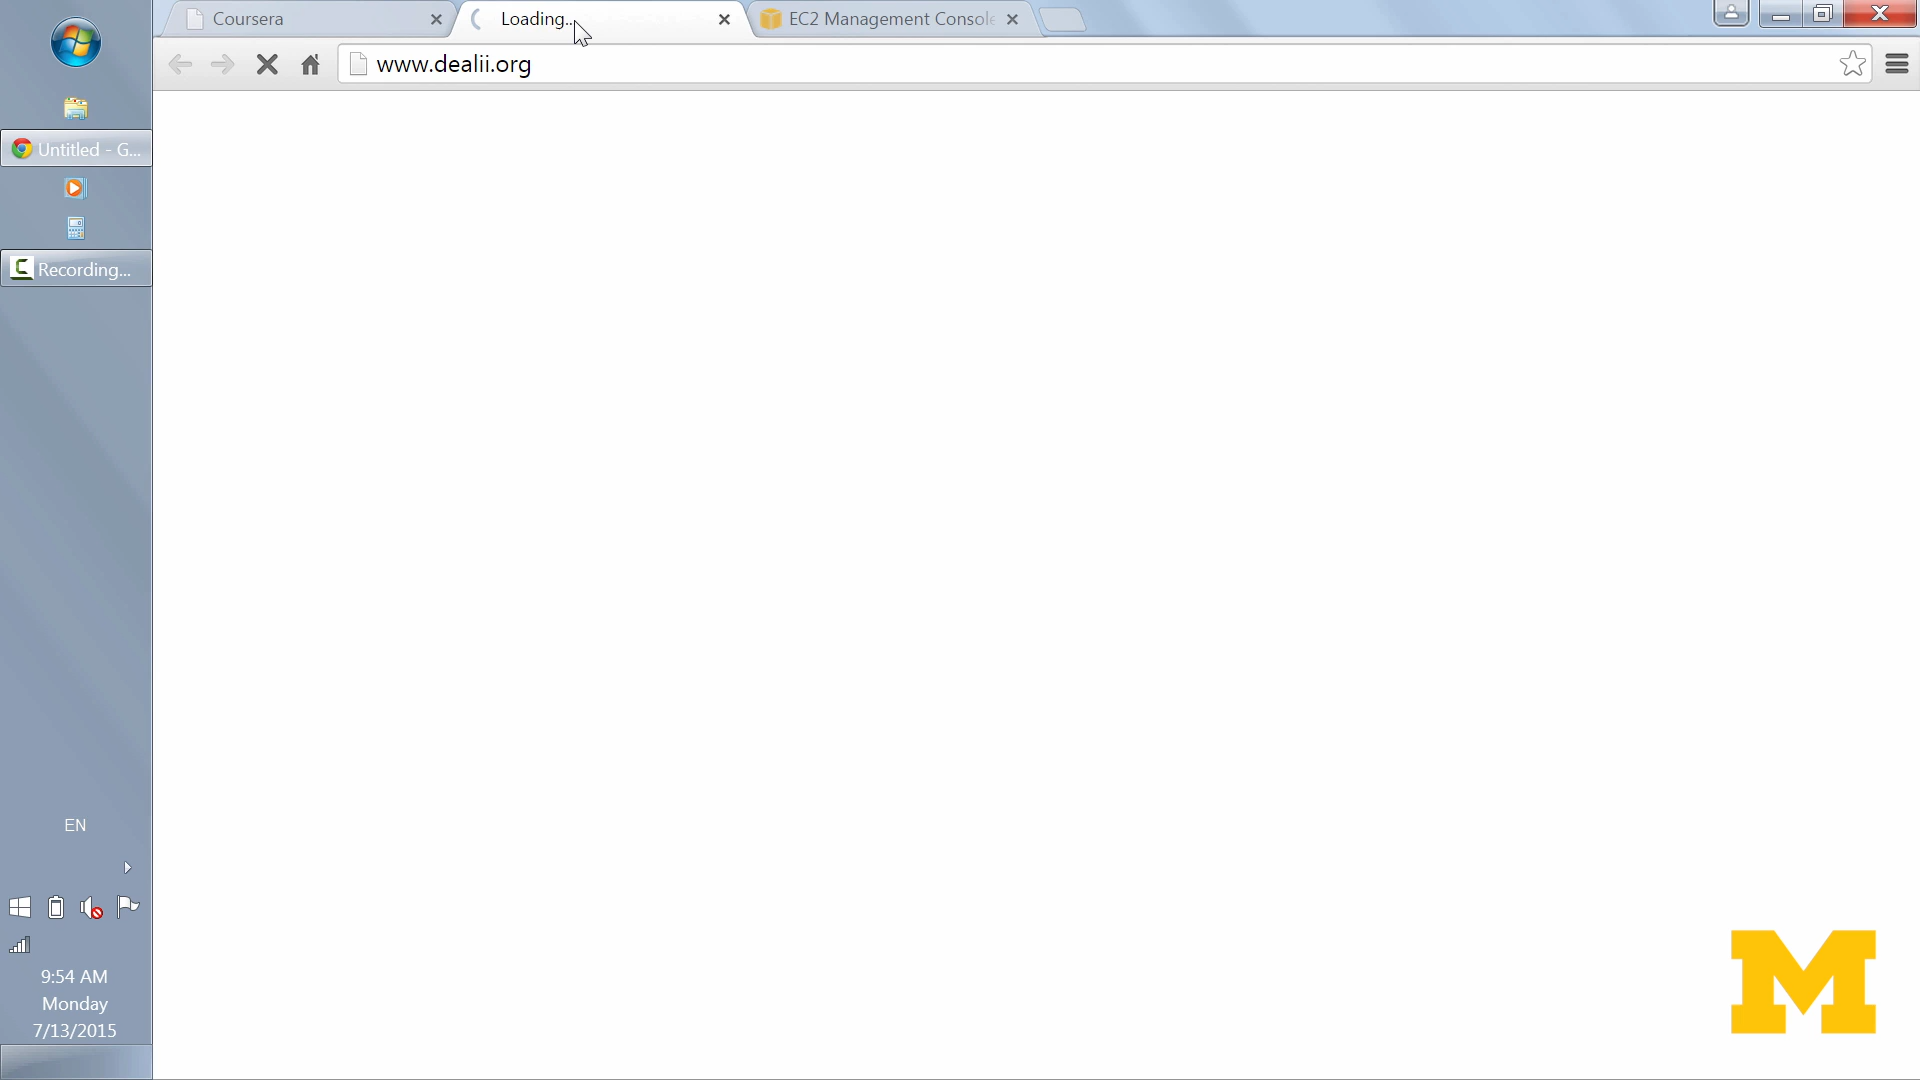 Coursera
Loading...
EC2 Management Console
www.dealii.org
Untitled - G...
Recording...
EN
9:54 AM
Monday
7/13/2015
M